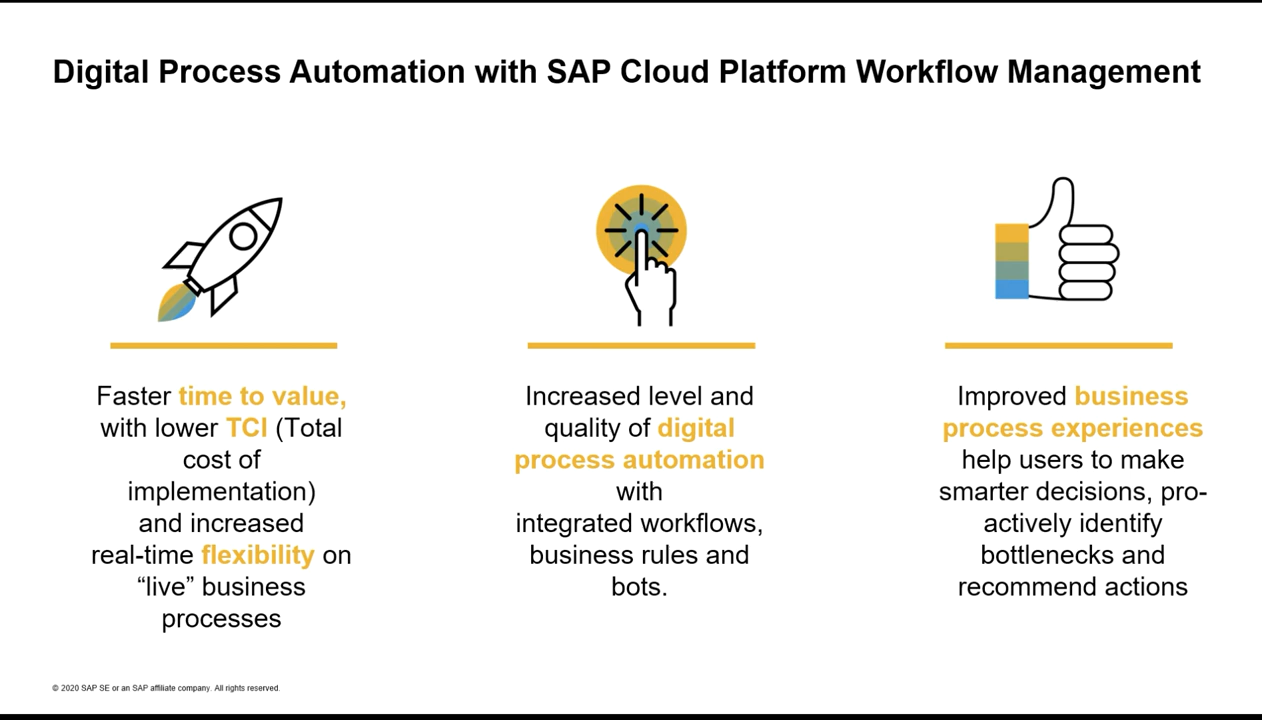 Digital Process Automation with SAP Cloud Platform Workflow Management
Faster time to value,
with lower TCI (Total
cost of
implementation)
and increased
real-time flexibility on
“live” business
processes
Increased level and
quality of digital
process automation
with
integrated workflows,
business rules and
bots.
Improved business
process experiences
help users to make
smarter decisions, pro-
actively identify
bottlenecks and
recommend actions
© 2020 SAP SE or an SAP affiliate company. All rights reserved.